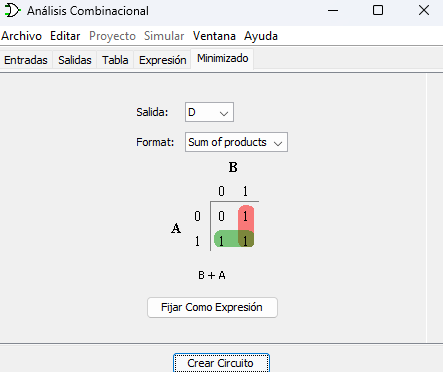 Análisis Combinacional
Archivo Editar Proyecto Simular Ventana Ayuda
Entradas Salidas Tabla Expresión Minimizado
Salida: D
Format: Sum of products
B
0 1
A 0 0 1
1 1 1
B + A
Fijar Como Expresión
Crear Circuito